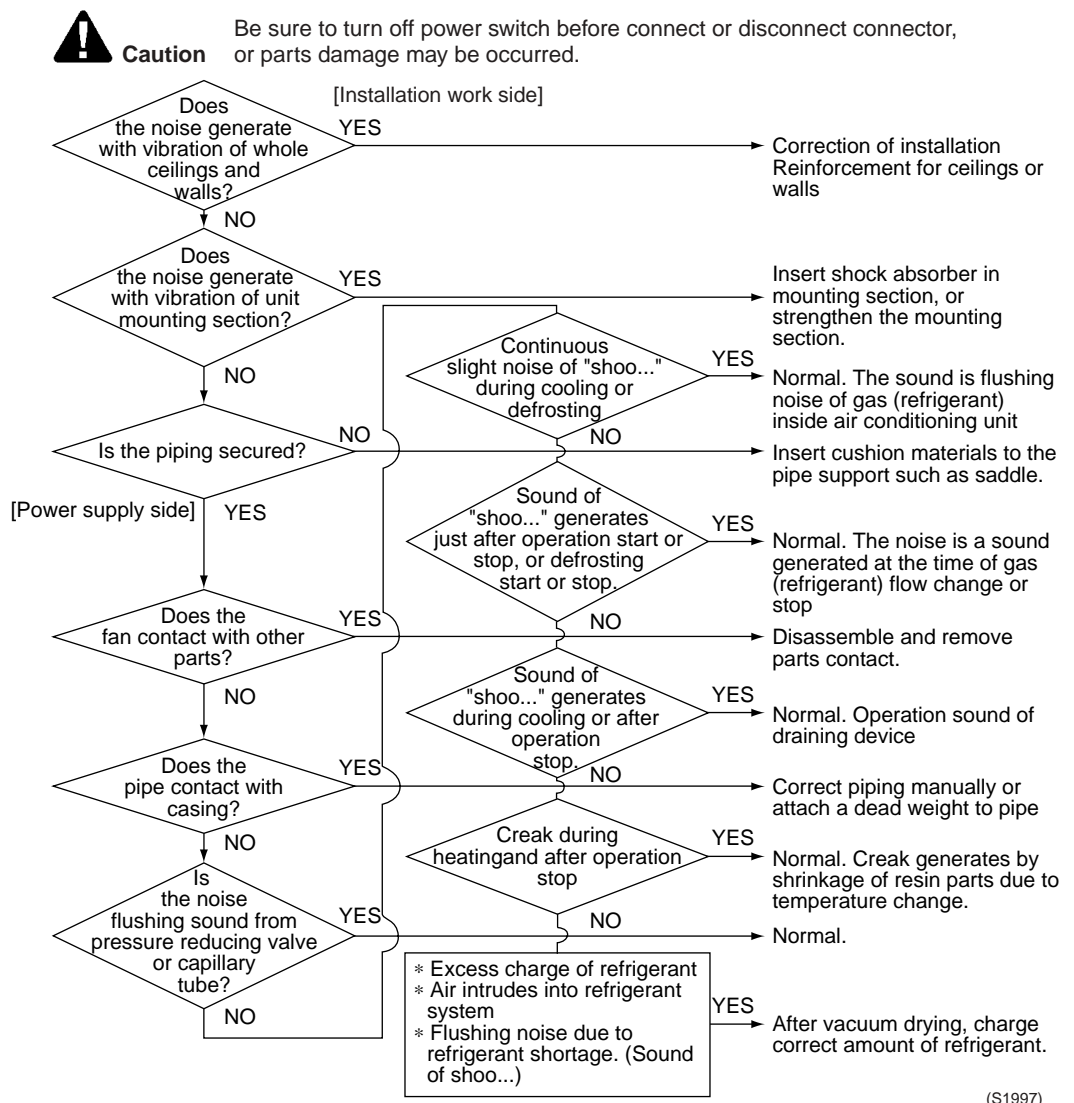 Be sure to turn off power switch before connect or disconnect connector,
Caution or parts damage may be occurred.
[Installation work side]
Does
the noise generate
with vibration of whole
ceilings and
walls?
YES
Correction of installation
Reinforcement for ceilings or
walls
NO
Does
the noise generate
with vibration of unit
mounting section?
YES
Insert shock absorber in
mounting section, or
strengthen the mounting
section.
NO
Is the piping secured?
NO
Insert cushion materials to the
pipe support such as saddle.
[Power supply side]
YES
Does the
fan contact with other
parts?
YES
Disassemble and remove
parts contact.
NO
Does the
pipe contact with
casing?
YES
Correct piping manually or
attach a dead weight to pipe
NO
Is
the noise
flushing sound from
pressure reducing valve
or capillary
tube?
YES
Normal.
NO
Continuous
slight noise of "shoo..."
during cooling or
defrosting
YES
Normal. The sound is flushing
noise of gas (refrigerant)
inside air conditioning unit
NO
Sound of
"shoo..." generates
just after operation start or
stop, or defrosting
start or stop.
YES
Normal. The noise is a sound
generated at the time of gas
(refrigerant) flow change or
stop
NO
Sound of
"shoo..." generates
during cooling or after
operation
stop.
YES
Normal. Operation sound of
draining device
NO
Creak during
heatingand after operation
stop
YES
Normal. Creak generates by
shrinkage of resin parts due to
temperature change.
NO
* Excess charge of refrigerant
* Air intrudes into refrigerant
system
* Flushing noise due to
refrigerant shortage. (Sound
of shoo...)
YES
After vacuum drying, charge
correct amount of refrigerant.
(S1997)